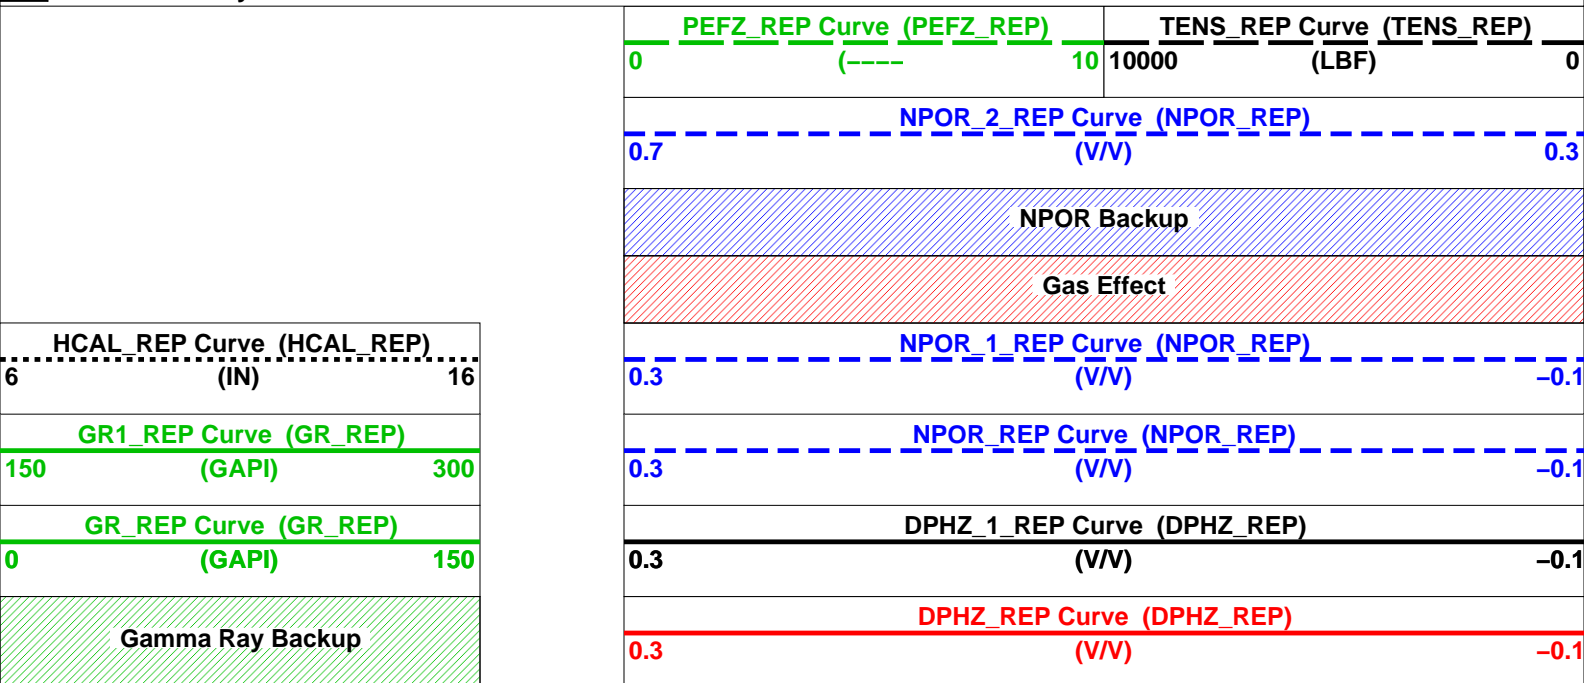 PEFZ_REP Curve (PEFZ_REP)
0 (---- 10
TENS_REP Curve (TENS_REP)
10000 (LBF) 0
NPOR_2_REP Curve (NPOR_REP)
0.7 (V/V) 0.3
NPOR Backup
Gas Effect
HCAL_REP Curve (HCAL_REP)
6 (IN) 16
NPOR_1_REP Curve (NPOR_REP)
0.3 (V/V) −0.1
GR1_REP Curve (GR_REP)
150 (GAPI) 300
NPOR_REP Curve (NPOR_REP)
0.3 (V/V) −0.1
GR_REP Curve (GR_REP)
0 (GAPI) 150
DPHZ_1_REP Curve (DPHZ_REP)
0.3 (V/V) −0.1
Gamma Ray Backup
DPHZ_REP Curve (DPHZ_REP)
0.3 (V/V) −0.1